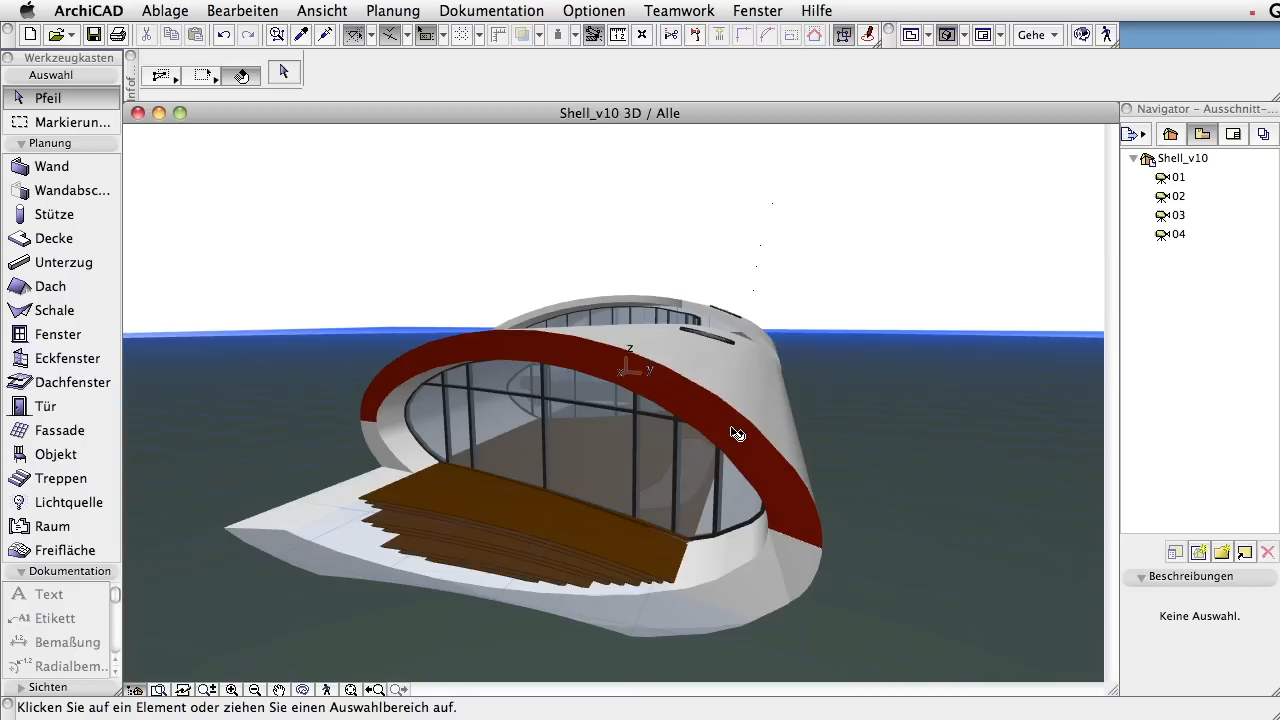 ArchiCAD Ablage Bearbeiten Ansicht Planung Dokumentation Optionen Teamwork Fenster Hilfe
Gehe
Werkzeugkasten
Auswahl
Pfeil
Markierun...
Planung
Wand
Wandabsc...
Stütze
Decke
Unterzug
Dach
Schale
Fenster
Eckfenster
Dachfenster
Tür
Fassade
Objekt
Treppen
Lichtquelle
Raum
Freifläche
Dokumentation
Text
Etikett
Bemaßung
Radialbem...
Sichten
Infof...
Shell_v10 3D / Alle
z
x
y
Navigator - Ausschnitt-...
Shell_v10
01
02
03
04
Beschreibungen
Keine Auswahl.
Klicken Sie auf ein Element oder ziehen Sie einen Auswahlbereich auf.